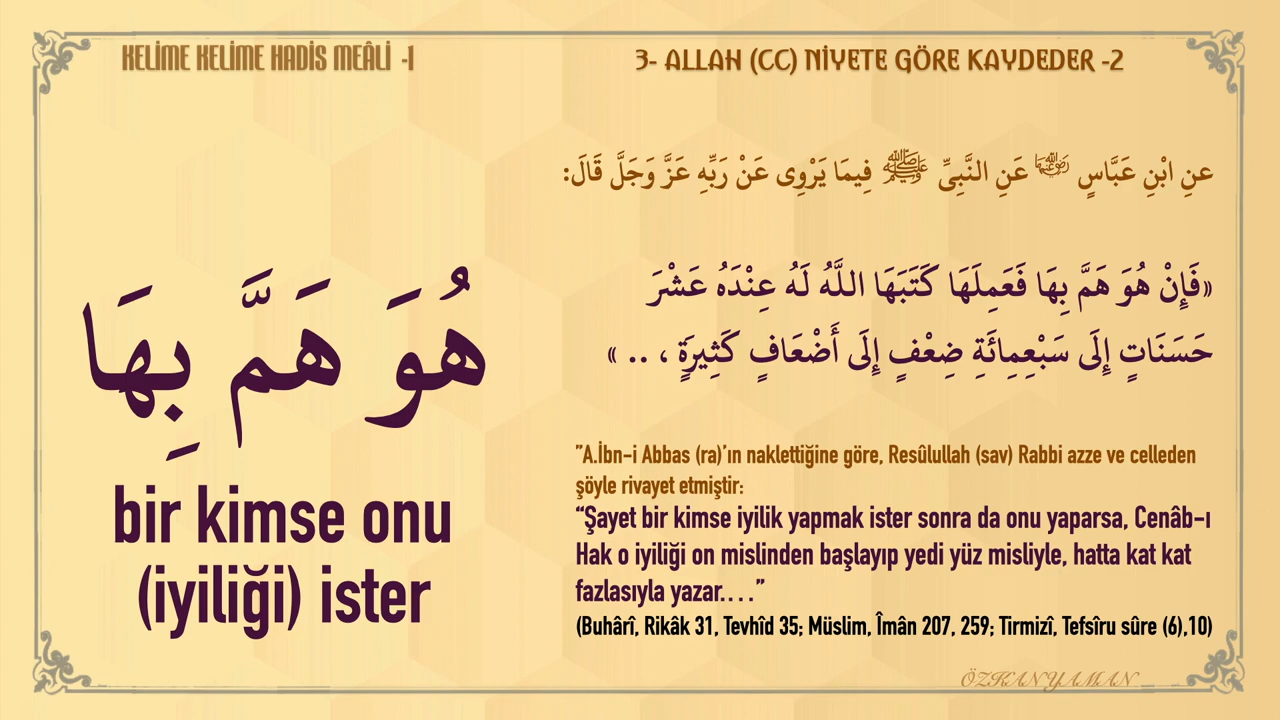 KELİME KELİME HADİS MEÂLİ -1
3- ALLAH (CC) NİYETE GÖRE KAYDEDER -2
عنِ ابْنِ عَبَّاسٍ رَضِيَ اللَّهُ عَنْهُمَا عَنِ النَّبِىِّ ﷺ فِيمَا يَرْوِى عَنْ رَبِّهِ عَزَّ وَجَلَّ قَالَ:
«فَإِنْ هُوَ هَمَّ بِهَا فَعَمِلَهَا كَتَبَهَا اللَّهُ لَهُ عِنْدَهُ عَشْرَ
حَسَنَاتٍ إِلَى سَبْعِمِائَةِ ضِعْفٍ إِلَى أَضْعَافٍ كَثِيرَةٍ ، .. »
هُوَ هَمَّ بِهَا
bir kimse onu
(iyiliği) ister
"A.İbn-i Abbas (ra)'ın naklettiğine göre, Resûlullah (sav) Rabbi azze ve celleden
şöyle rivayet etmiştir:
“Şayet bir kimse iyilik yapmak ister sonra da onu yaparsa, Cenâb-ı
Hak o iyiliği on mislinden başlayıp yedi yüz misliyle, hatta kat kat
fazlasıyla yazar....”
(Buhârî, Rikâk 31, Tevhîd 35; Müslim, Îmân 207, 259; Tirmizî, Tefsîru sûre (6),10)
ÖZKANYAMAN